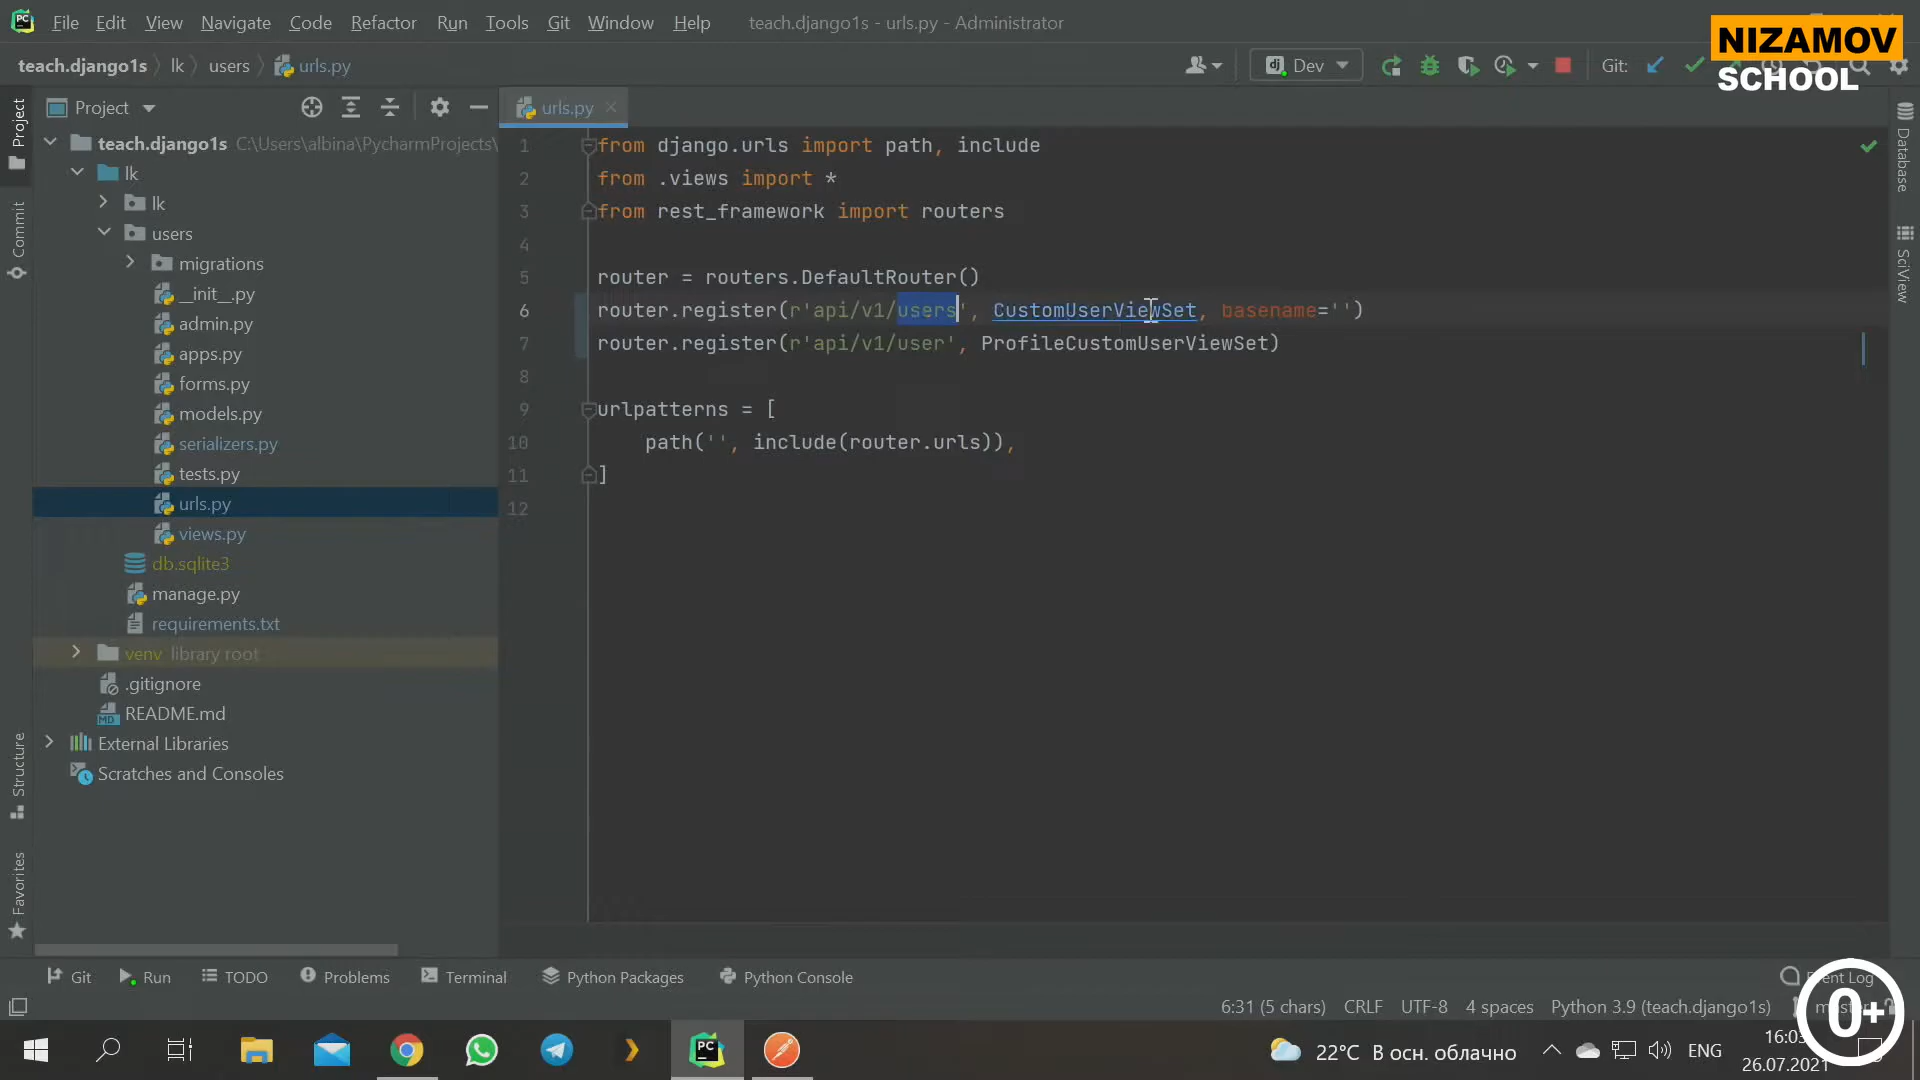 File Edit View Navigate Code Refactor Run Tools Git Window Help teach.django1s - urls.py - Administrator
NIZAMOV
SCHOOL
teach.django1s lk users urls.py Dev Git:
Project urls.py
teach.django1s C:\Users\albina\PycharmProjects\
lk
lk
users
migrations
__init__.py
admin.py
apps.py
forms.py
models.py
serializers.py
tests.py
urls.py
views.py
db.sqlite3
manage.py
requirements.txt
venv library root
.gitignore
README.md
External Libraries
Scratches and Consoles
Project
Commit
Structure
Favorites
1 from django.urls import path, include
2 from .views import *
3 from rest_framework import routers
4
5 router = routers.DefaultRouter()
6 router.register(r'api/v1/users', CustomUserViewSet, basename='')
7 router.register(r'api/v1/user', ProfileCustomUserViewSet)
8
9 urlpatterns = [
10 path('', include(router.urls)),
11 ]
12
Database
SciView
Git Run TODO Problems Terminal Python Packages Python Console
6:31 (5 chars) CRLF UTF-8 4 spaces Python 3.9 (teach.django1s)
0+
22°C В осн. облачно ENG
26.07.2021